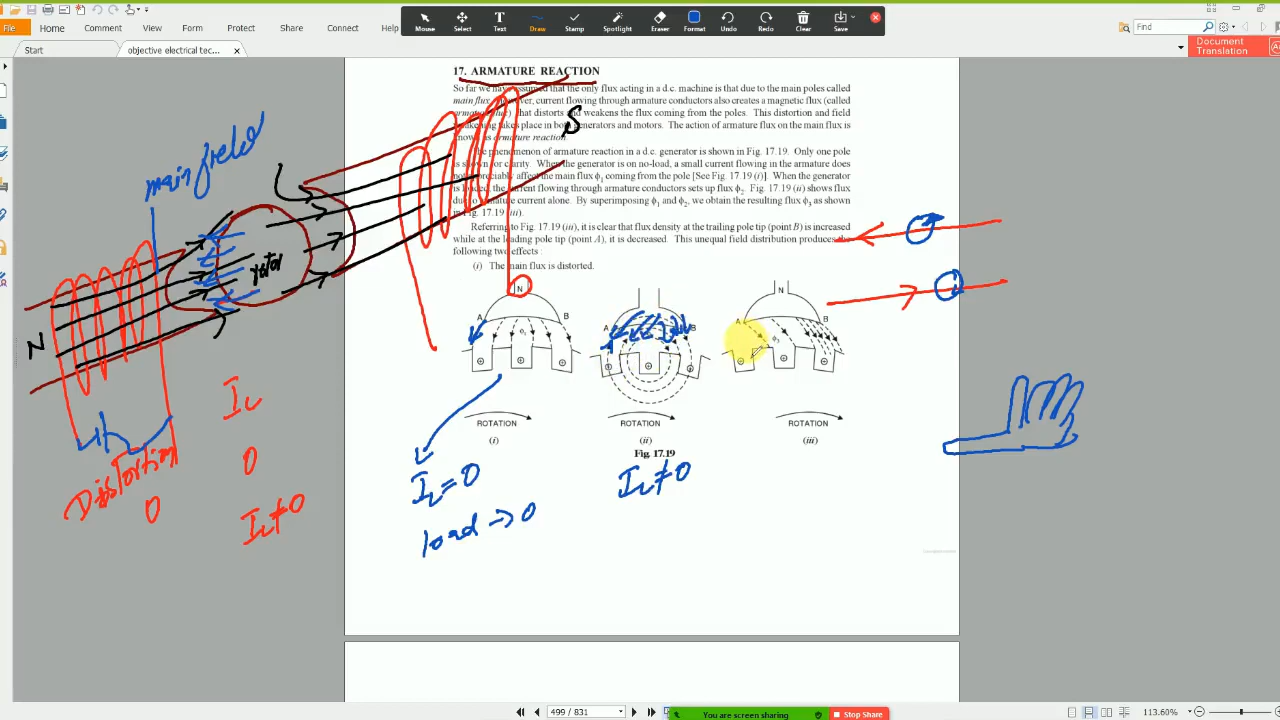 Mouse Select Text Draw Stamp Spotlight Eraser Format Undo Redo Clear Save
File Home Comment View Form Protect Share Connect Help Find
Start objective electrical tec... × Document Translation
17. ARMATURE REACTION
So far we have assumed that the only flux acting in a d.c. machine is that due to the main poles called
main flux. However, current flowing through armature conductors also creates a magnetic flux (called
that distorts and weakens the flux coming from the poles. This distortion and field
takes place in both generators and motors. The action of armature flux on the main flux is
known as armature reaction.
The phenomenon of armature reaction in a d.c. generator is shown in Fig. 17.19. Only one pole
is shown for clarity. When the generator is on no-load, a small current flowing in the armature does
not appreciably affect the main flux ϕ1 coming from the pole [See Fig. 17.19 (i)]. When the generator
is loaded, the current flowing through armature conductors sets up flux ϕ2. Fig. 17.19 (ii) shows flux
due to armature current alone. By superimposing ϕ1 and ϕ2, we obtain the resulting flux ϕ3 as shown
in Fig. 17.19 (iii).
Referring to Fig. 17.19 (iii), it is clear that flux density at the trailing pole tip (point B) is increased
while at the leading pole tip (point A), it is decreased. This unequal field distribution produces the
following two effects :
(i) The main flux is distorted.
main field
S
rotor
N
N
N
A B
A B
A B
ϕ1
ϕ3
ROTATION ROTATION ROTATION
(i) (ii) (iii)
Fig. 17.19
IL
0
IL≠0
Distortion
0
IL=0
load → 0
IL≠0
499 / 831
You are screen sharing Stop Share
113.60%